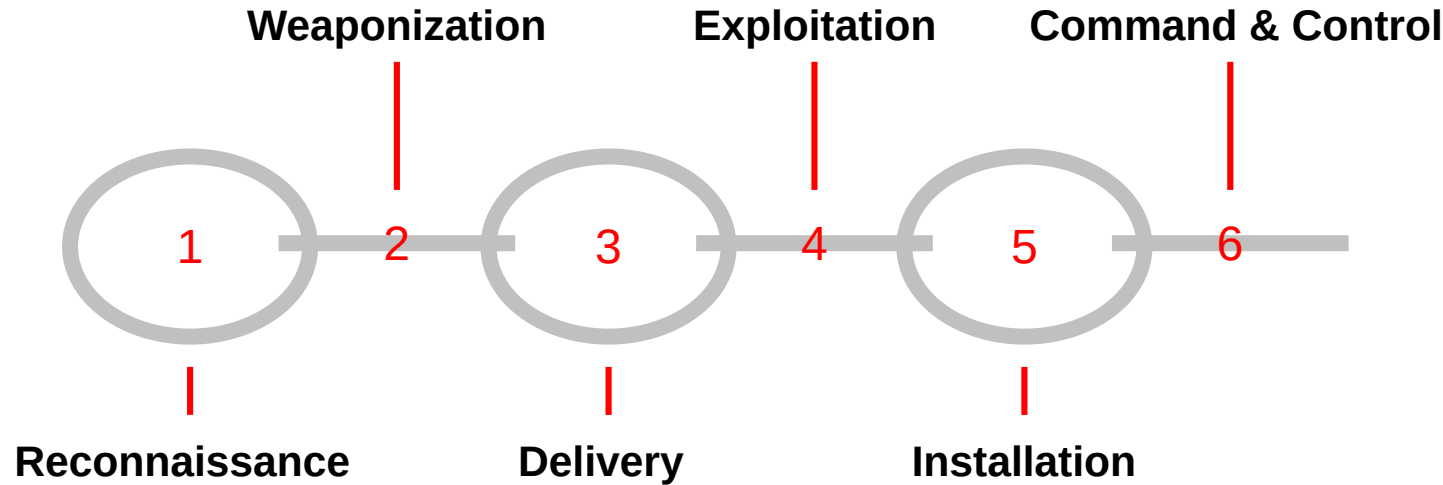 Weaponization
Exploitation
Command & Control
1
2
3
4
5
6
Reconnaissance
Delivery
Installation